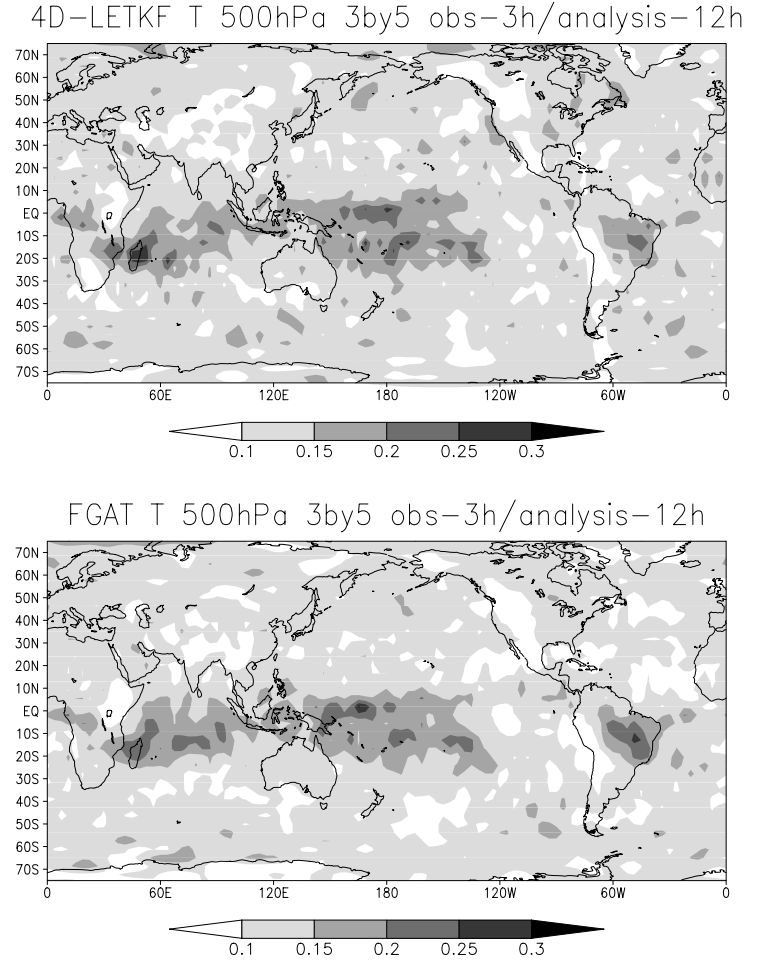 4D-LETKF T 500hPa 3by5 obs-3h/analysis-12h
70N
60N
50N
40N
30N
20N
10N
EQ
10S
20S
30S
40S
50S
60S
70S
0 60E 120E 180 120W 60W 0
0.1 0.15 0.2 0.25 0.3
FGAT T 500hPa 3by5 obs-3h/analysis-12h
70N
60N
50N
40N
30N
20N
10N
EQ
10S
20S
30S
40S
50S
60S
70S
0 60E 120E 180 120W 60W 0
0.1 0.15 0.2 0.25 0.3